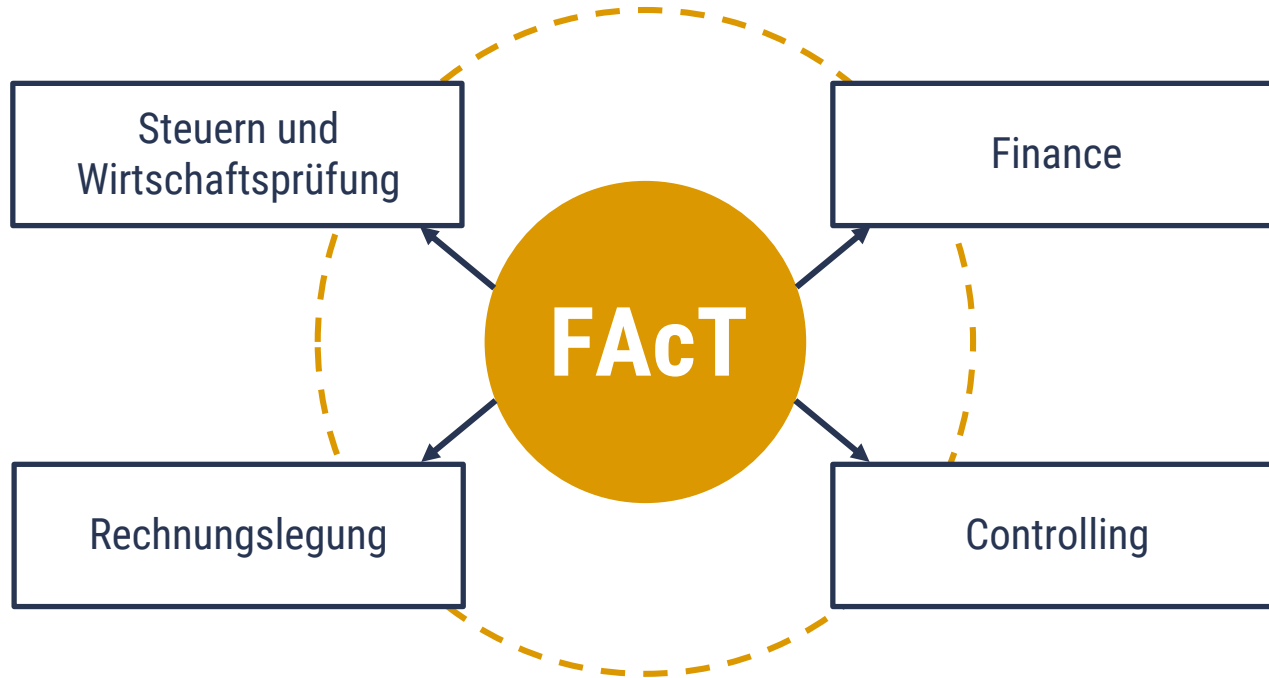 Steuern und
Wirtschaftsprüfung
Finance
FAcT
Rechnungslegung
Controlling